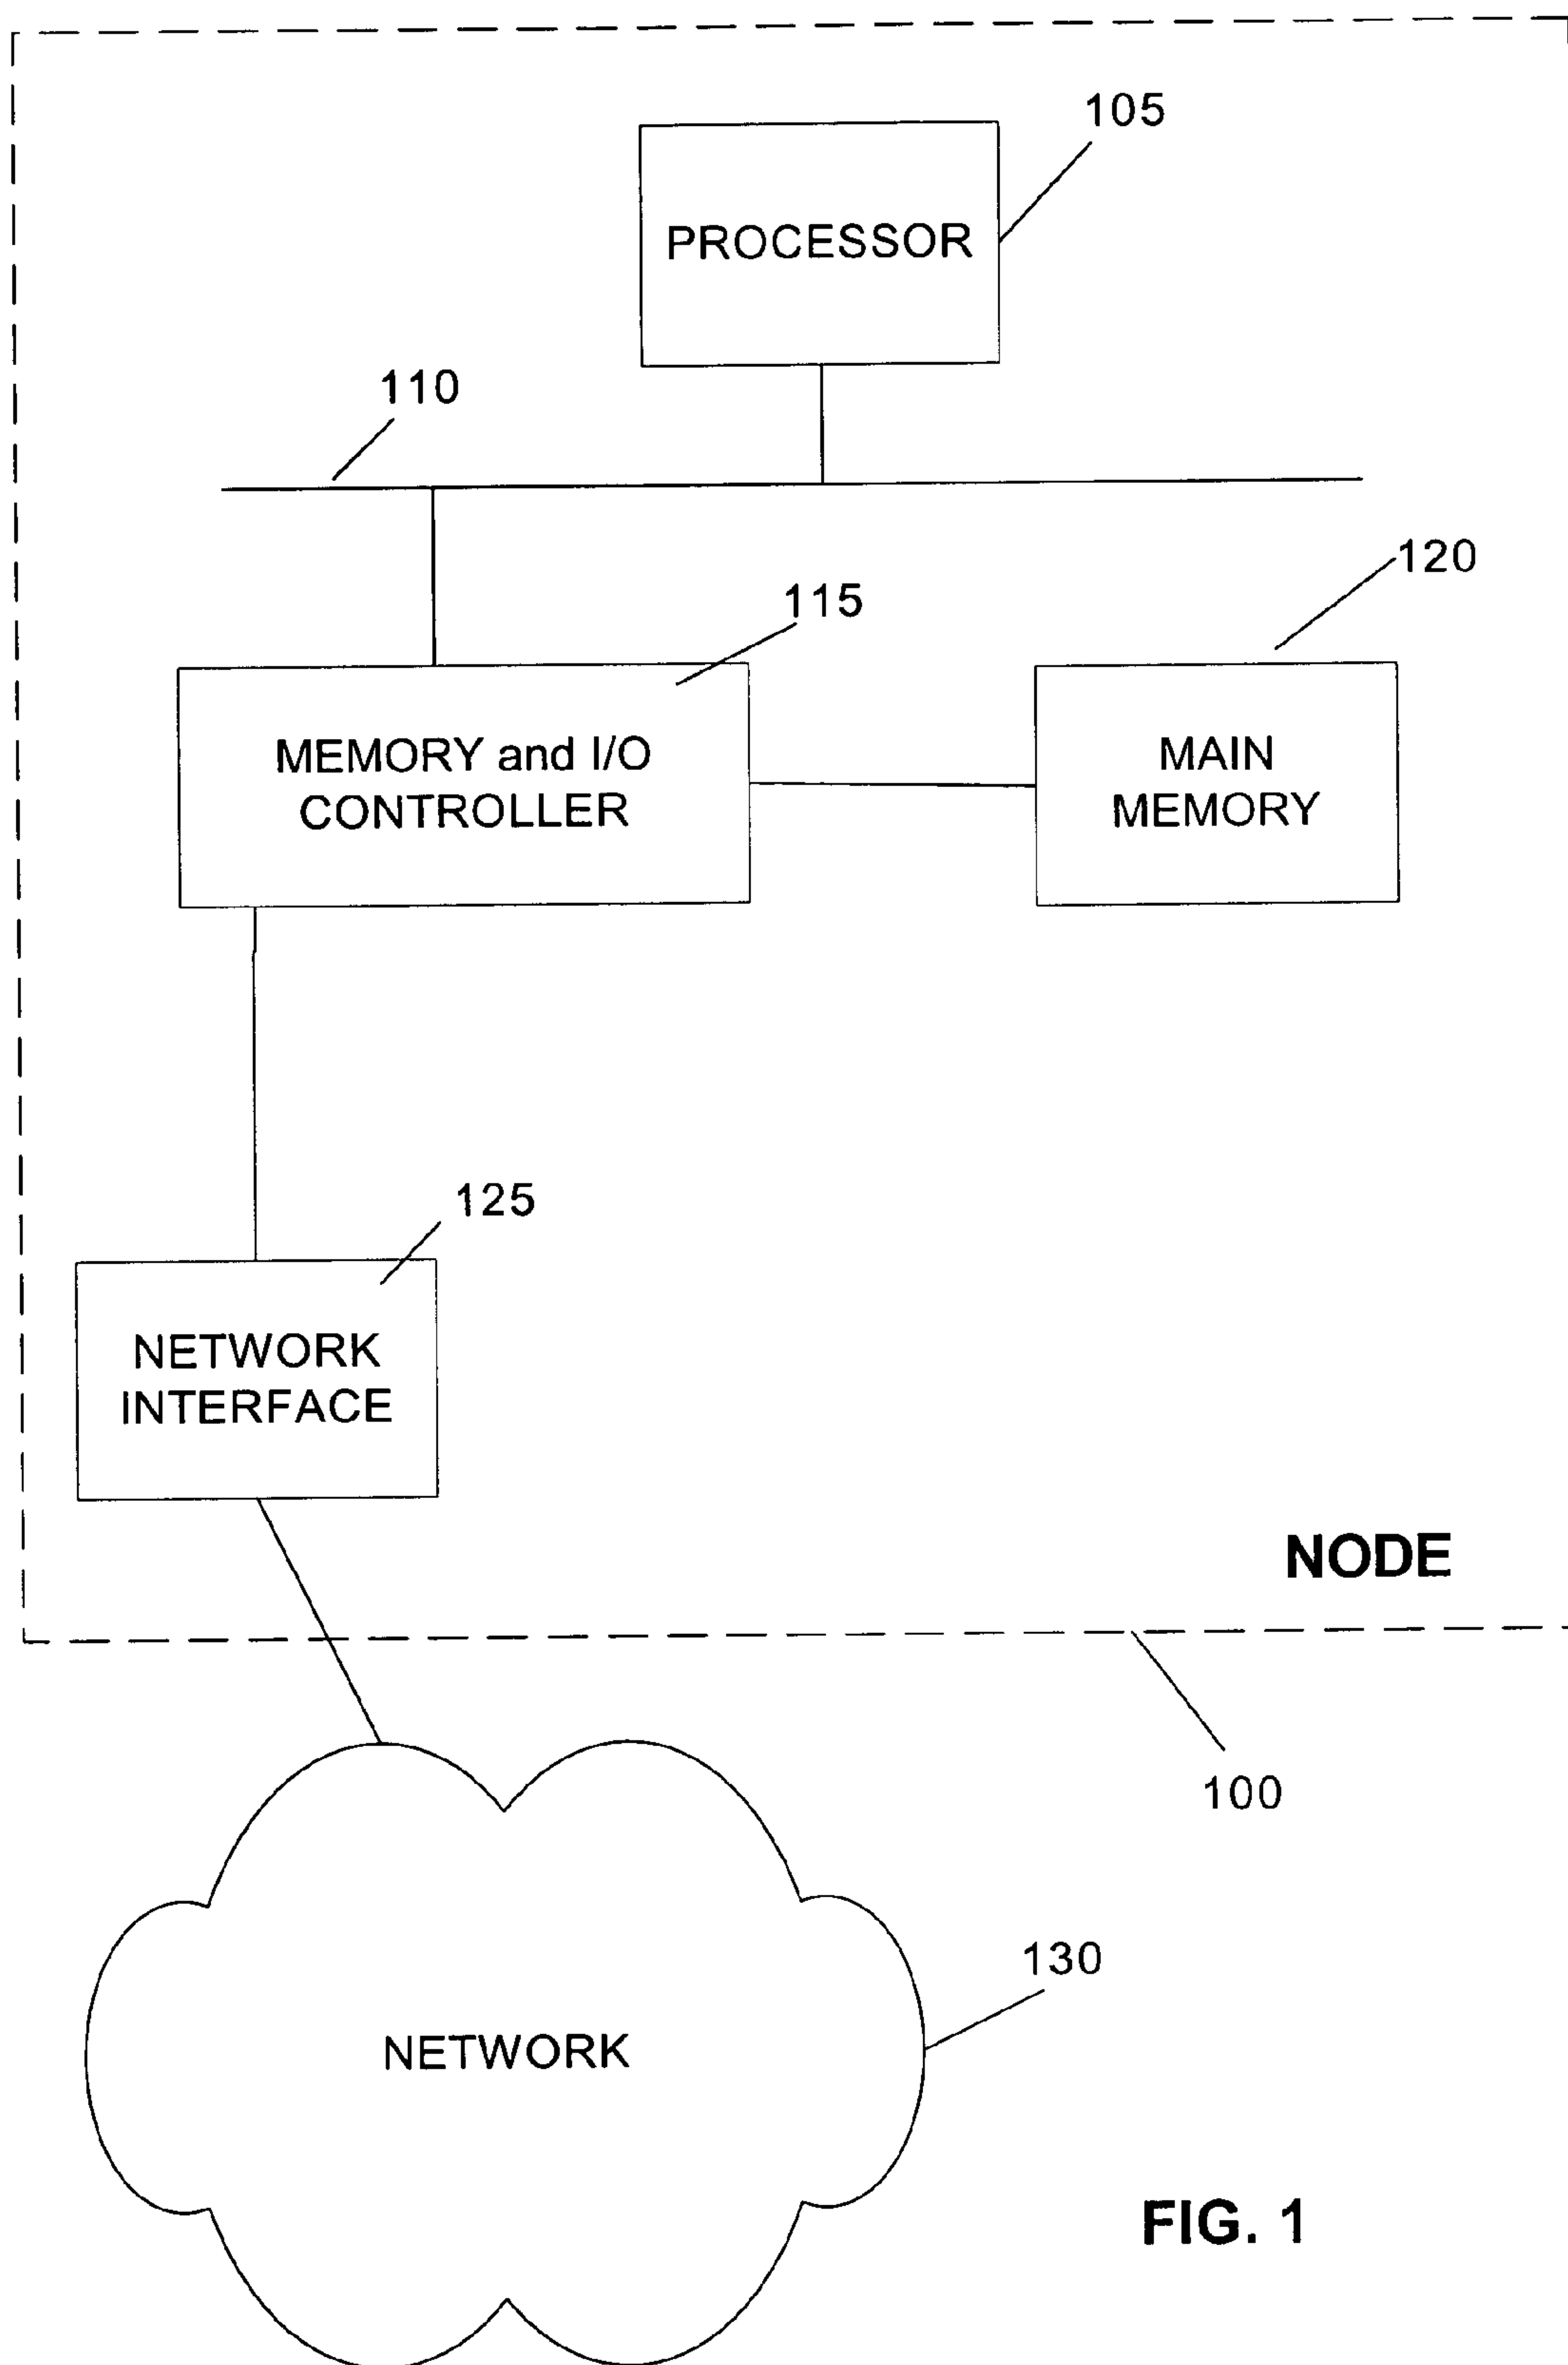 105
PROCESSOR
110
120
115
MEMORY and I/O
CONTROLLER
MAIN
MEMORY
125
NETWORK
INTERFACE
NODE
100
130
NETWORK
FIG. 1